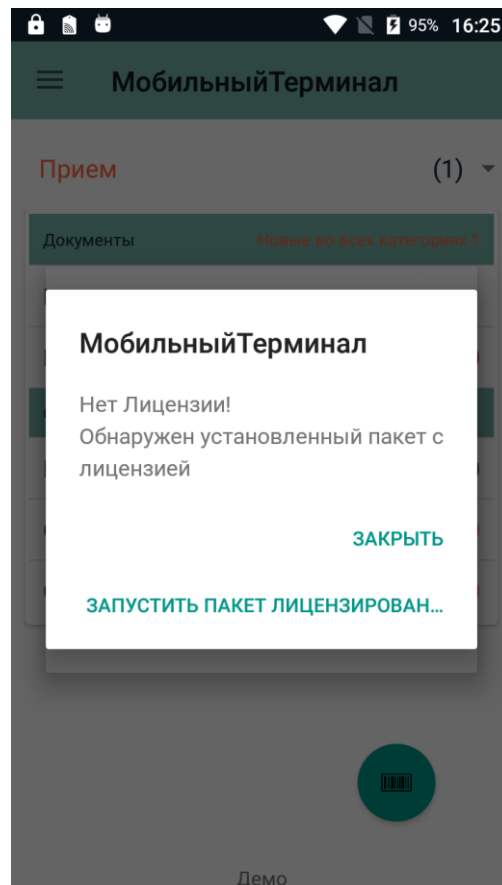 95% 16:25
МобильныйТерминал
Прием (1)
Документы Новые во всех категориях 1
МобильныйТерминал
Нет Лицензии!
Обнаружен установленный пакет с
лицензией
ЗАКРЫТЬ
ЗАПУСТИТЬ ПАКЕТ ЛИЦЕНЗИРОВАН...
Демо